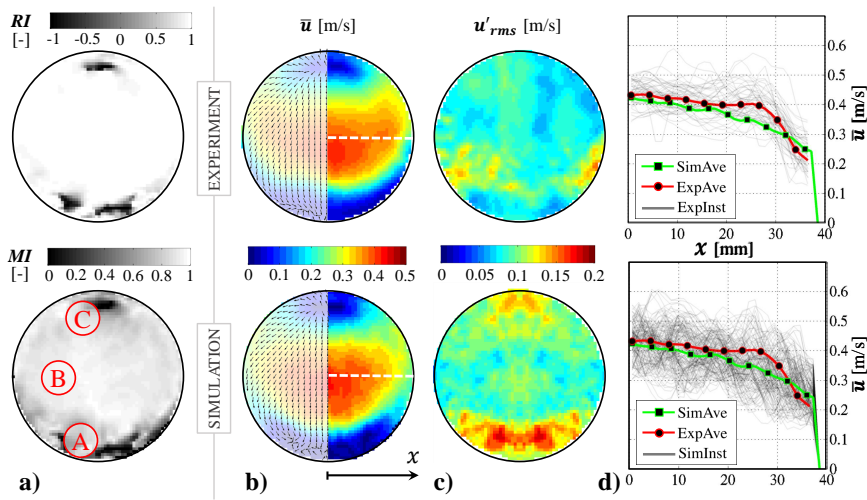 RI
[-]
-1 -0.5 0 0.5 1
u̅ [m/s]
u'rms [m/s]
EXPERIMENT
0.6
0.5
0.4
0.3
0.2
0.1
0
u̅ [m/s]
SimAve
ExpAve
ExpInst
0 10 20 30 40
x [mm]
MI
[-]
0 0.2 0.4 0.6 0.8 1
0 0.1 0.2 0.3 0.4 0.5
0 0.05 0.1 0.15 0.2
C
B
A
SIMULATION
0.6
0.5
0.4
0.3
0.2
0.1
0
u̅ [m/s]
SimAve
ExpAve
SimInst
0 10 20 30 40
x
a)
b)
c)
d)